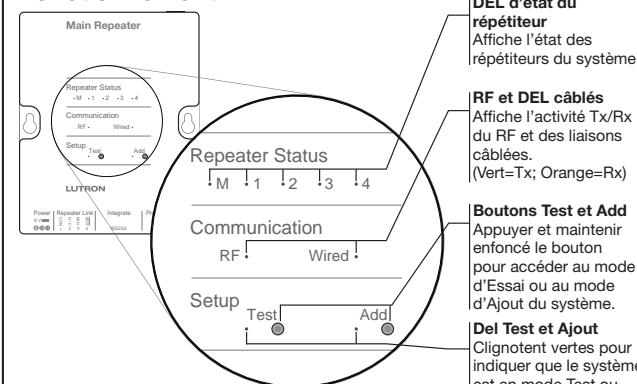 Main Repeater
Repeater Status
M 1 2 3 4
Communication
RF Wired
Setup
Test Add
LUTRON
Power Repeater Link Integrate
9 V
RS232
Repeater Status
M 1 2 3 4
Communication
RF Wired
Setup
Test Add
DEL d'état du
répétiteur
Affiche l'état des
répétiteurs du système
RF et DEL câblés
Affiche l'activité Tx/Rx
du RF et des liaisons
câblées.
(Vert=Tx; Orange=Rx)
Boutons Test et Add
Appuyer et maintenir
enfoncé le bouton
pour accéder au mode
d'Essai ou au mode
d'Ajout du système.
Del Test et Ajout
Clignotent vertes pour
indiquer que le système
est en mode Test ou